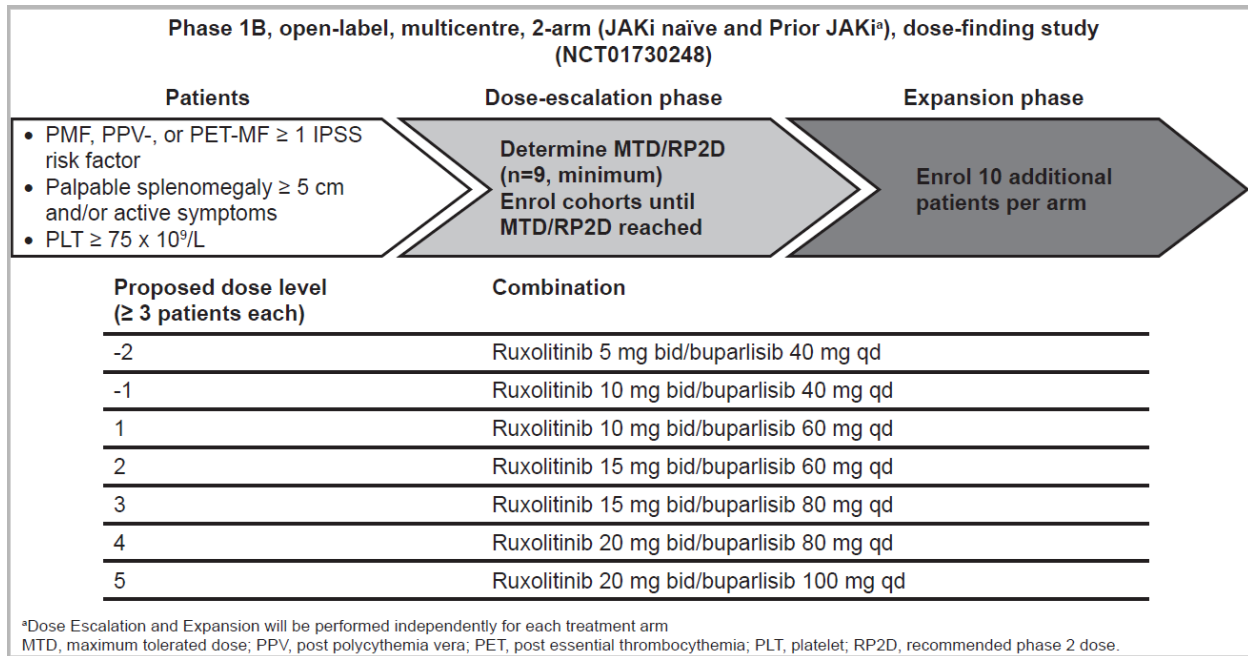 Phase 1B, open-label, multicentre, 2-arm (JAKi naïve and Prior JAKiᵃ), dose-finding study
(NCT01730248)
Patients
• PMF, PPV-, or PET-MF ≥ 1 IPSS
risk factor
• Palpable splenomegaly ≥ 5 cm
and/or active symptoms
• PLT ≥ 75 x 10⁹/L
Dose-escalation phase
Determine MTD/RP2D
(n=9, minimum)
Enrol cohorts until
MTD/RP2D reached
Expansion phase
Enrol 10 additional
patients per arm
Proposed dose level
(≥ 3 patients each)
Combination
-2 Ruxolitinib 5 mg bid/buparlisib 40 mg qd
-1 Ruxolitinib 10 mg bid/buparlisib 40 mg qd
1 Ruxolitinib 10 mg bid/buparlisib 60 mg qd
2 Ruxolitinib 15 mg bid/buparlisib 60 mg qd
3 Ruxolitinib 15 mg bid/buparlisib 80 mg qd
4 Ruxolitinib 20 mg bid/buparlisib 80 mg qd
5 Ruxolitinib 20 mg bid/buparlisib 100 mg qd
ᵃDose Escalation and Expansion will be performed independently for each treatment arm
MTD, maximum tolerated dose; PPV, post polycythemia vera; PET, post essential thrombocythemia; PLT, platelet; RP2D, recommended phase 2 dose.